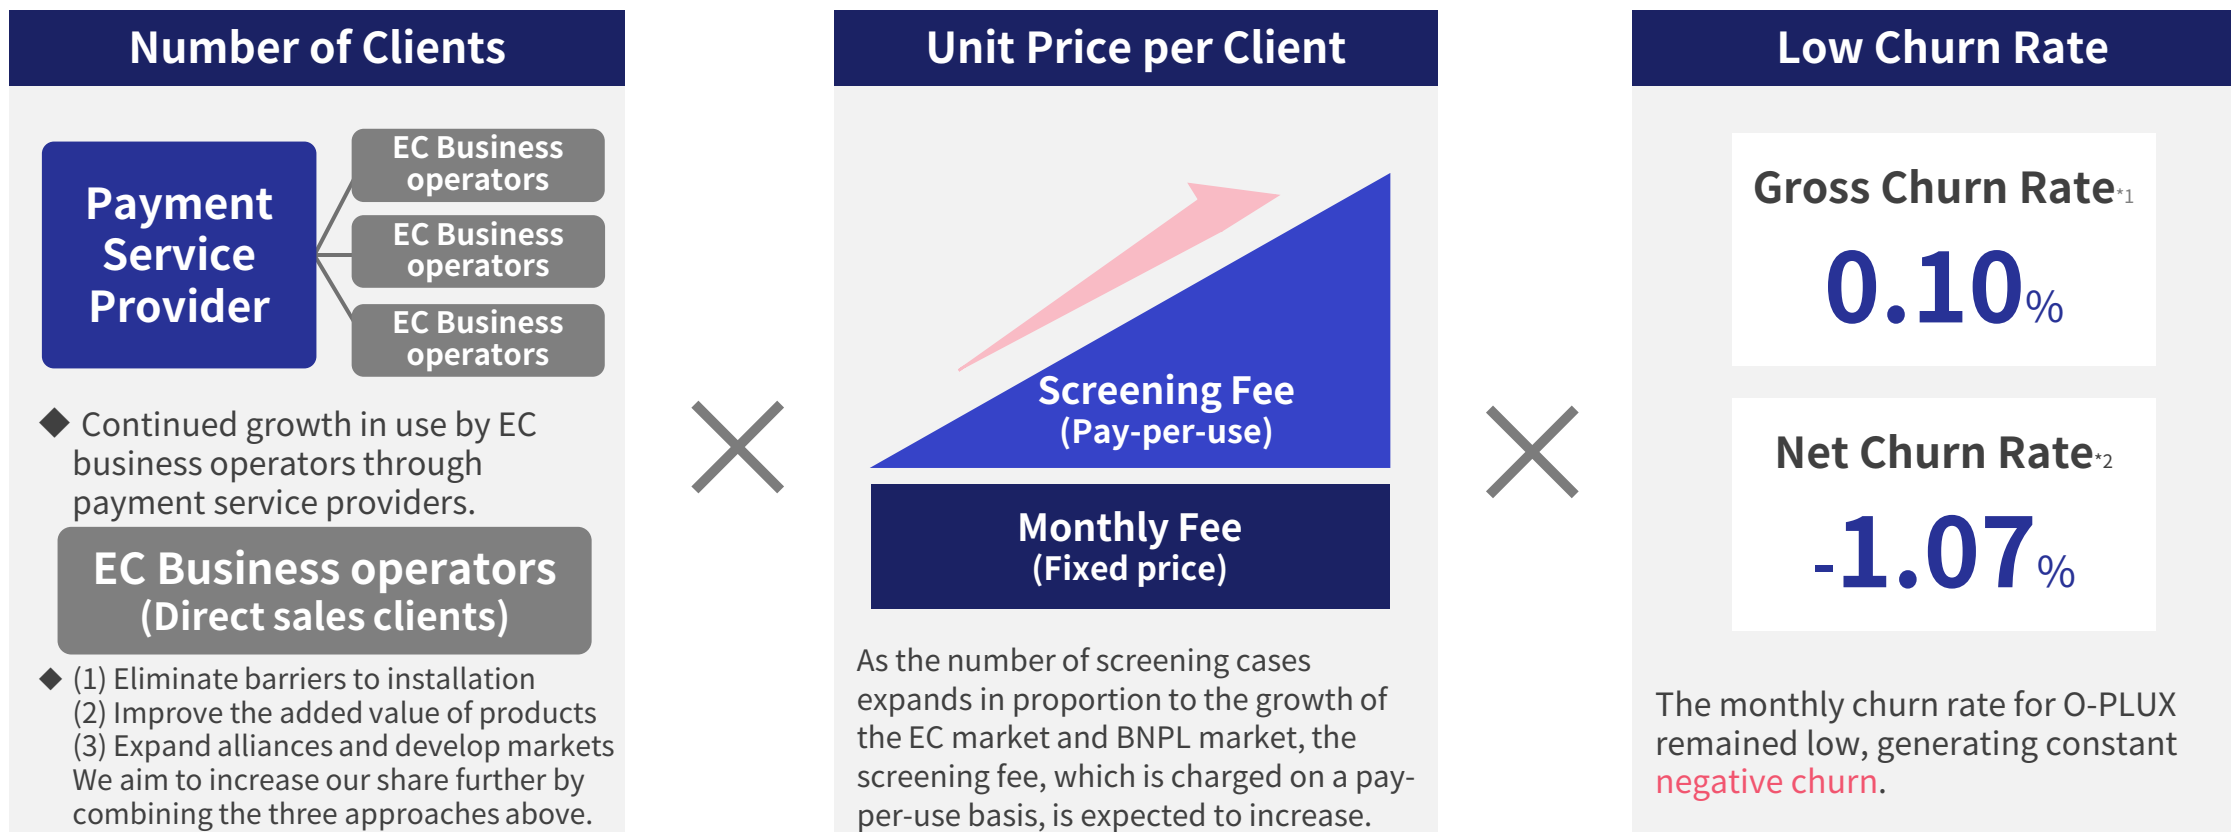 Number of Clients
Payment
Service
Provider
EC Business
operators
EC Business
operators
EC Business
operators
◆ Continued growth in use by EC
business operators through
payment service providers.
EC Business operators
(Direct sales clients)
◆ (1) Eliminate barriers to installation
(2) Improve the added value of products
(3) Expand alliances and develop markets
We aim to increase our share further by
combining the three approaches above.
×
Unit Price per Client
Screening Fee
(Pay-per-use)
Monthly Fee
(Fixed price)
As the number of screening cases
expands in proportion to the growth of
the EC market and BNPL market, the
screening fee, which is charged on a pay-
per-use basis, is expected to increase.
×
Low Churn Rate
Gross Churn Rate*1
0.10%
Net Churn Rate*2
-1.07%
The monthly churn rate for O-PLUX
remained low, generating constant
negative churn.